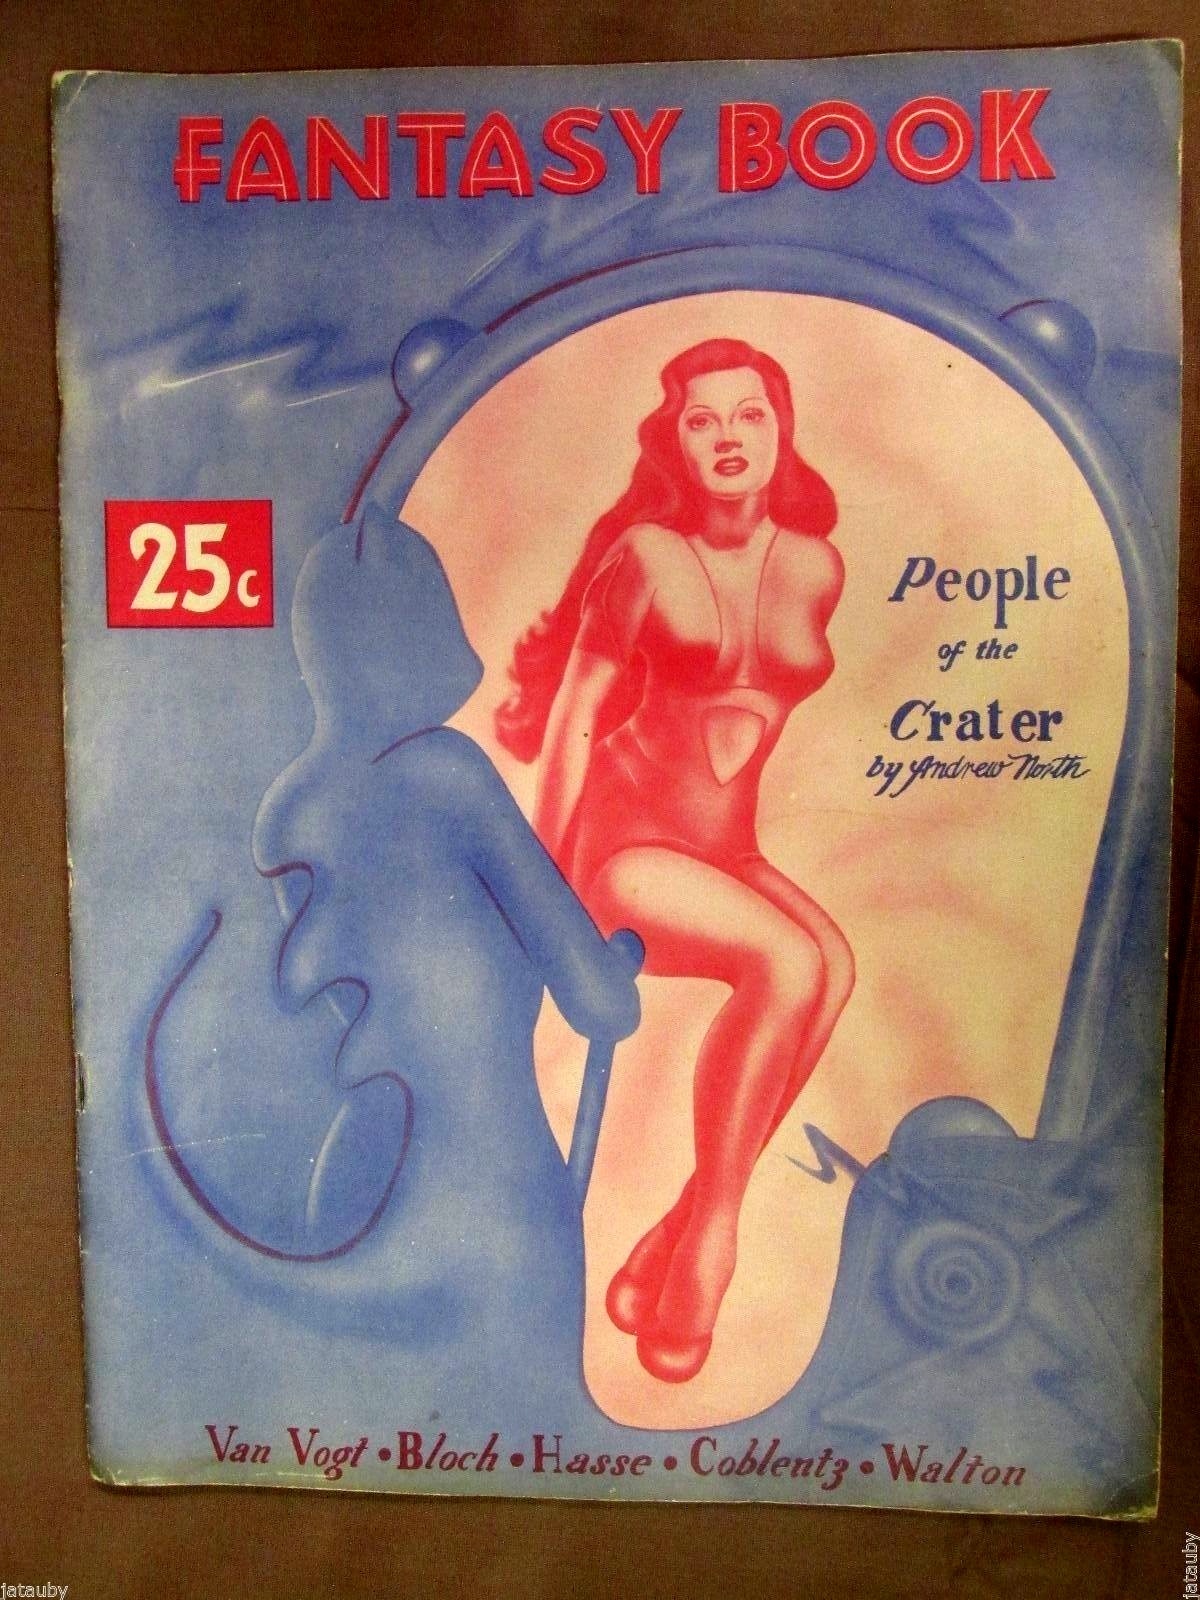 FANTASY BOOK
25c
People
of the
Crater
by Andrew North
Van Vogt • Bloch • Hasse • Coblentz • Walton
jatauby
jatauby